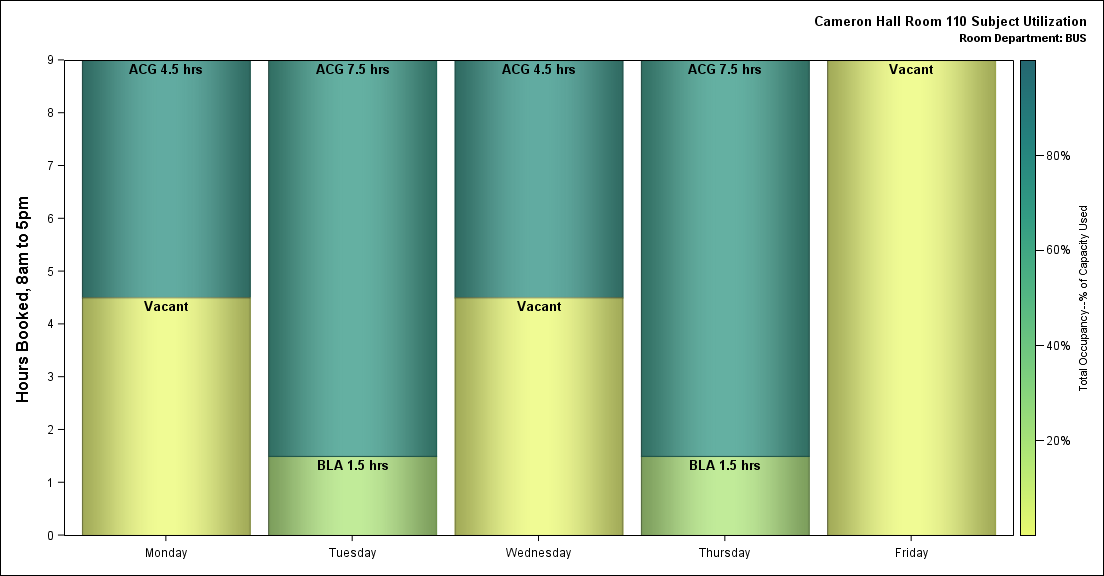 Cameron Hall Room 110 Subject Utilization
Room Department: BUS
Hours Booked, 8am to 5pm
9
8
7
6
5
4
3
2
1
0
ACG 4.5 hrs
Vacant
ACG 7.5 hrs
BLA 1.5 hrs
ACG 4.5 hrs
Vacant
ACG 7.5 hrs
BLA 1.5 hrs
Vacant
Monday
Tuesday
Wednesday
Thursday
Friday
80%
60%
40%
20%
Total Occupancy--% of Capacity Used